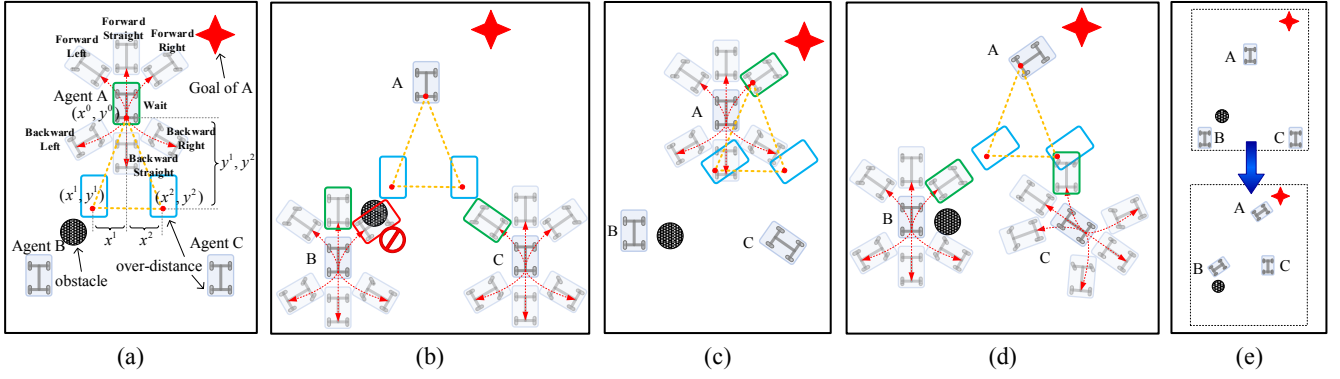 Forward
Straight
Forward
Left
Forward
Right
Goal of A
Agent A
(x⁰, y⁰)
Wait
Backward
Left
Backward
Right
Backward
Straight
y¹, y²
(x¹, y¹)
(x², y²)
x¹
x²
Agent B
obstacle
Agent C
over-distance
(a)
A
B
C
(b)
A
B
C
(c)
A
B
C
(d)
A
B
C
A
B
C
(e)